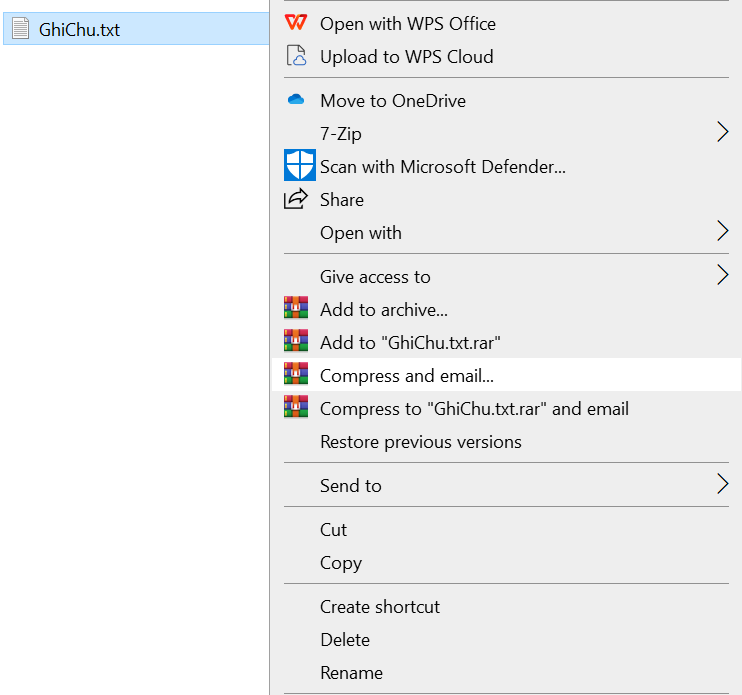 GhiChu.txt
Open with WPS Office
Upload to WPS Cloud
Move to OneDrive
7-Zip
Scan with Microsoft Defender...
Share
Open with
Give access to
Add to archive...
Add to "GhiChu.txt.rar"
Compress and email...
Compress to "GhiChu.txt.rar" and email
Restore previous versions
Send to
Cut
Copy
Create shortcut
Delete
Rename